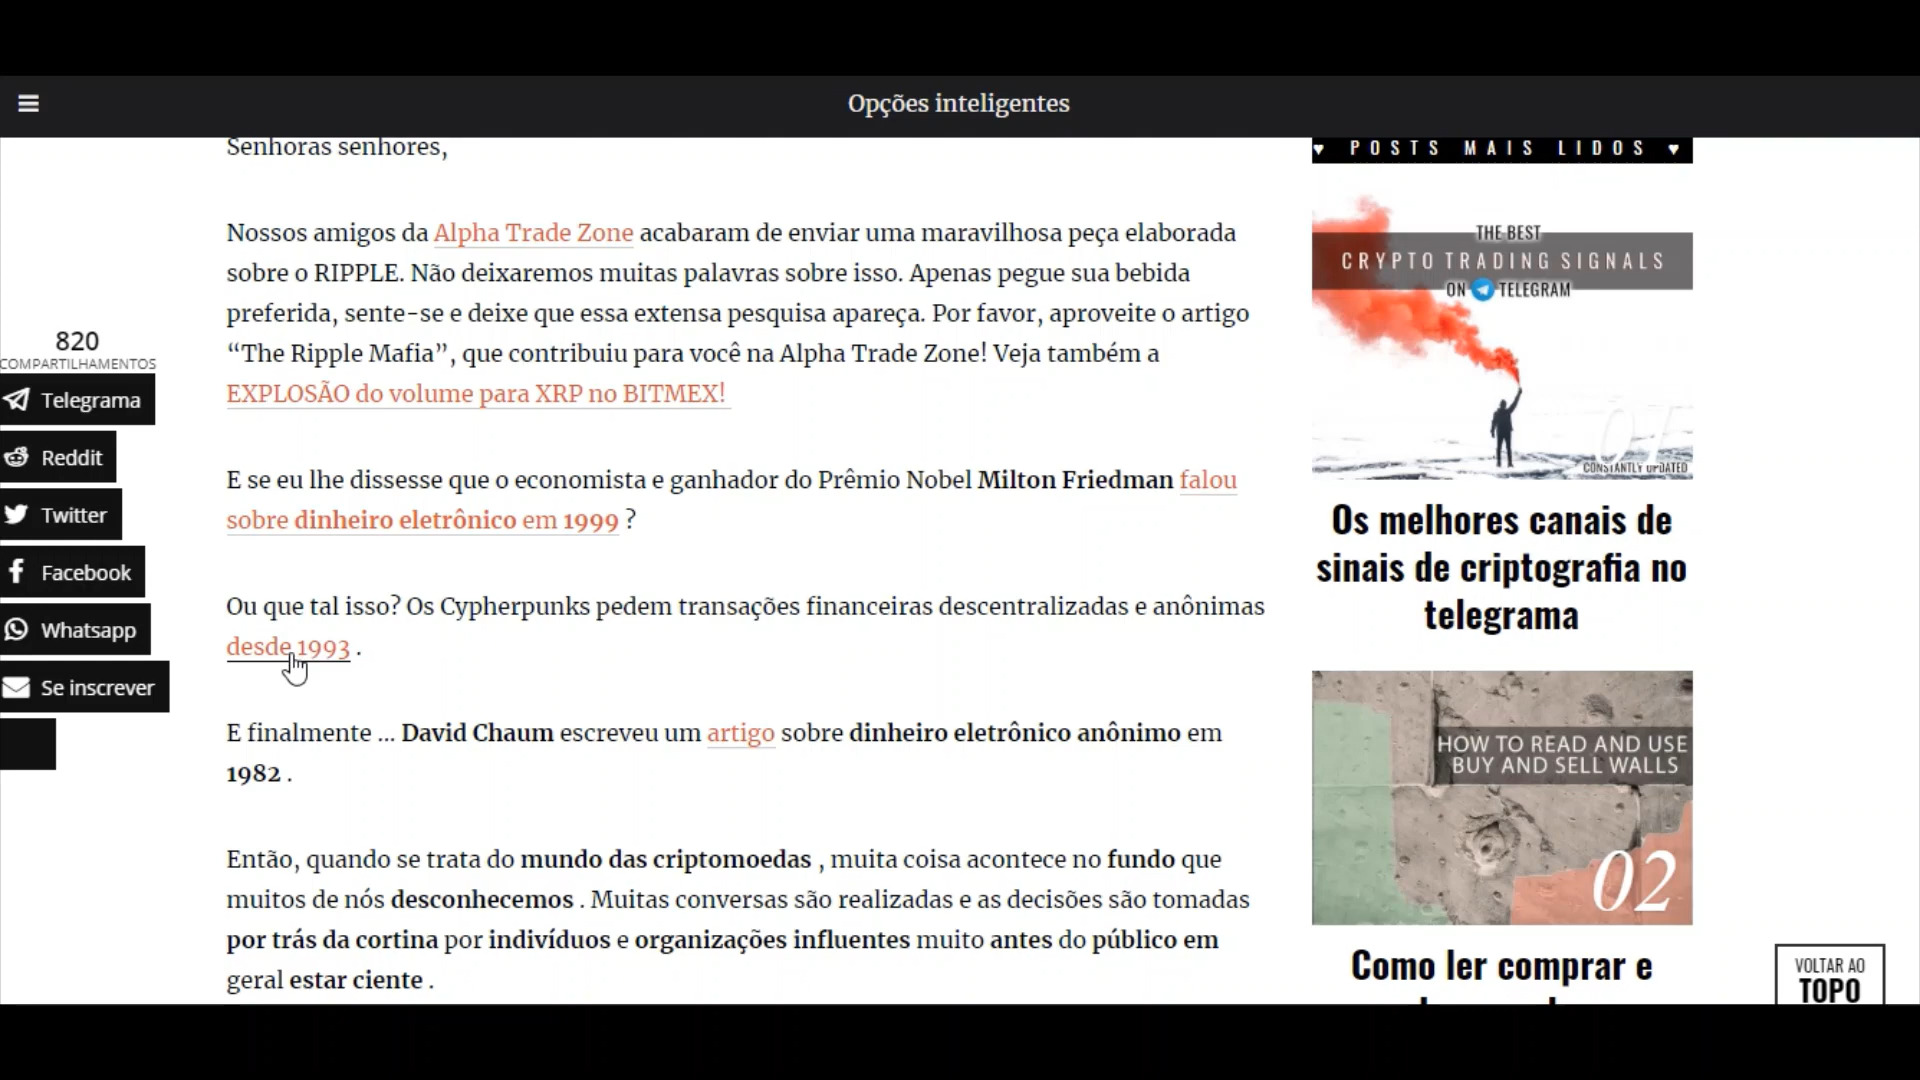 Opções inteligentes
Senhoras senhores,
Nossos amigos da Alpha Trade Zone acabaram de enviar uma maravilhosa peça elaborada
sobre o RIPPLE. Não deixaremos muitas palavras sobre isso. Apenas pegue sua bebida
preferida, sente-se e deixe que essa extensa pesquisa apareça. Por favor, aproveite o artigo
“The Ripple Mafia”, que contribuiu para você na Alpha Trade Zone! Veja também a
EXPLOSÃO do volume para XRP no BITMEX!
E se eu lhe dissesse que o economista e ganhador do Prêmio Nobel Milton Friedman falou
sobre dinheiro eletrônico em 1999 ?
Ou que tal isso? Os Cypherpunks pedem transações financeiras descentralizadas e anônimas
desde 1993 .
E finalmente ... David Chaum escreveu um artigo sobre dinheiro eletrônico anônimo em
1982 .
Então, quando se trata do mundo das criptomoedas , muita coisa acontece no fundo que
muitos de nós desconhecemos . Muitas conversas são realizadas e as decisões são tomadas
por trás da cortina por indivíduos e organizações influentes muito antes do público em
geral estar ciente .
820
COMPARTILHAMENTOS
Telegrama
Reddit
Twitter
Facebook
Whatsapp
Se inscrever
♥ POSTS MAIS LIDOS ♥
THE BEST
CRYPTO TRADING SIGNALS
ON TELEGRAM
01
CONSTANTLY UPDATED
Os melhores canais de
sinais de criptografia no
telegrama
HOW TO READ AND USE
BUY AND SELL WALLS
02
Como ler comprar e
VOLTAR AO
TOPO